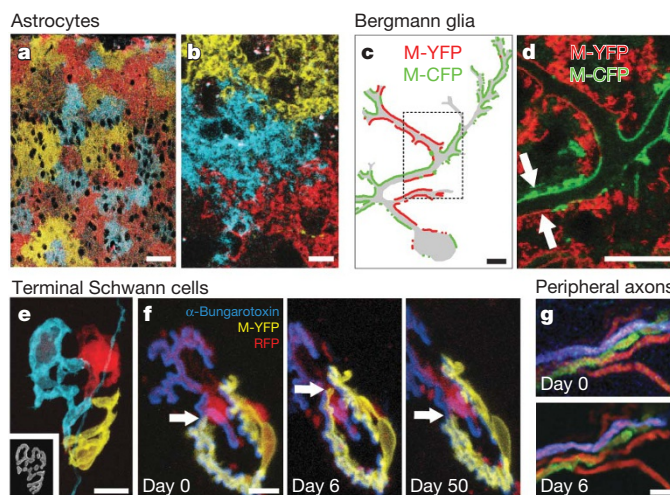 Astrocytes
Bergmann glia
a
b
c
M-YFP
M-CFP
d
M-YFP
M-CFP
Terminal Schwann cells
Peripheral axons
e
f
α-Bungarotoxin
M-YFP
RFP
Day 0
Day 6
Day 50
g
Day 0
Day 6